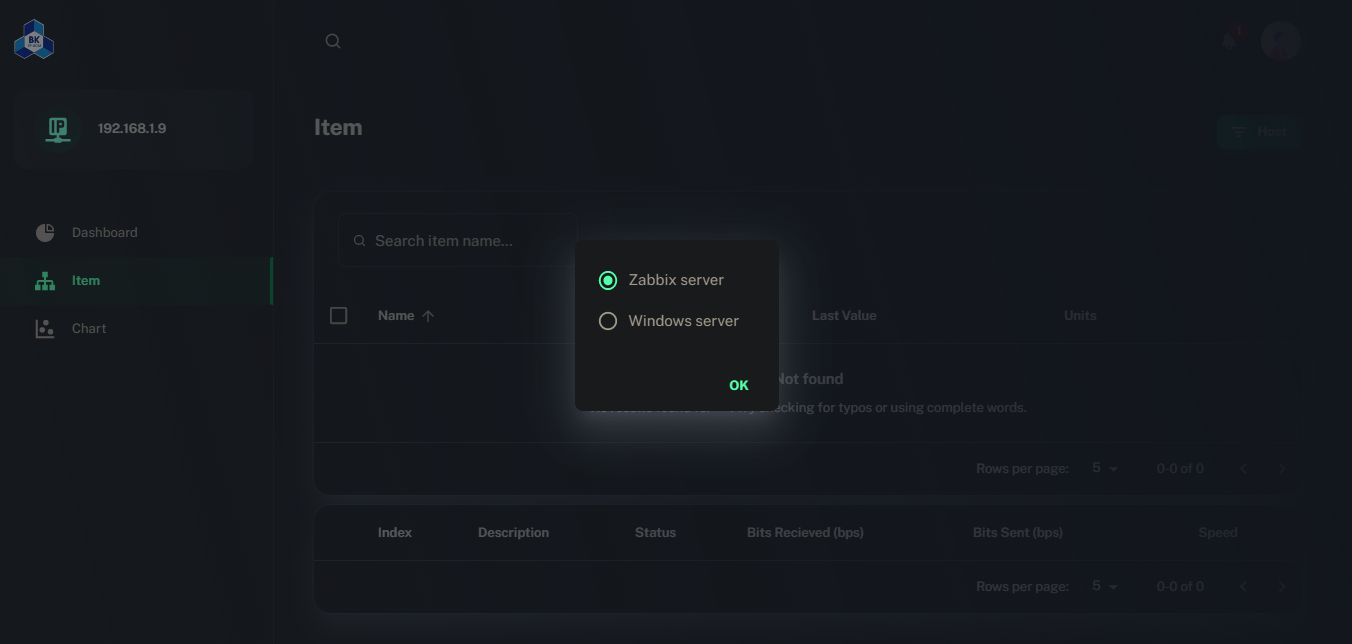 BK
192.168.1.9
Item
Host
Dashboard
Item
Chart
Search item name...
Zabbix server
Windows server
OK
Name
Last Value
Units
Not found
checking for typos or using complete words.
Rows per page: 5 0-0 of 0
Index Description Status Bits Recieved (bps) Bits Sent (bps) Speed
Rows per page: 5 0-0 of 0